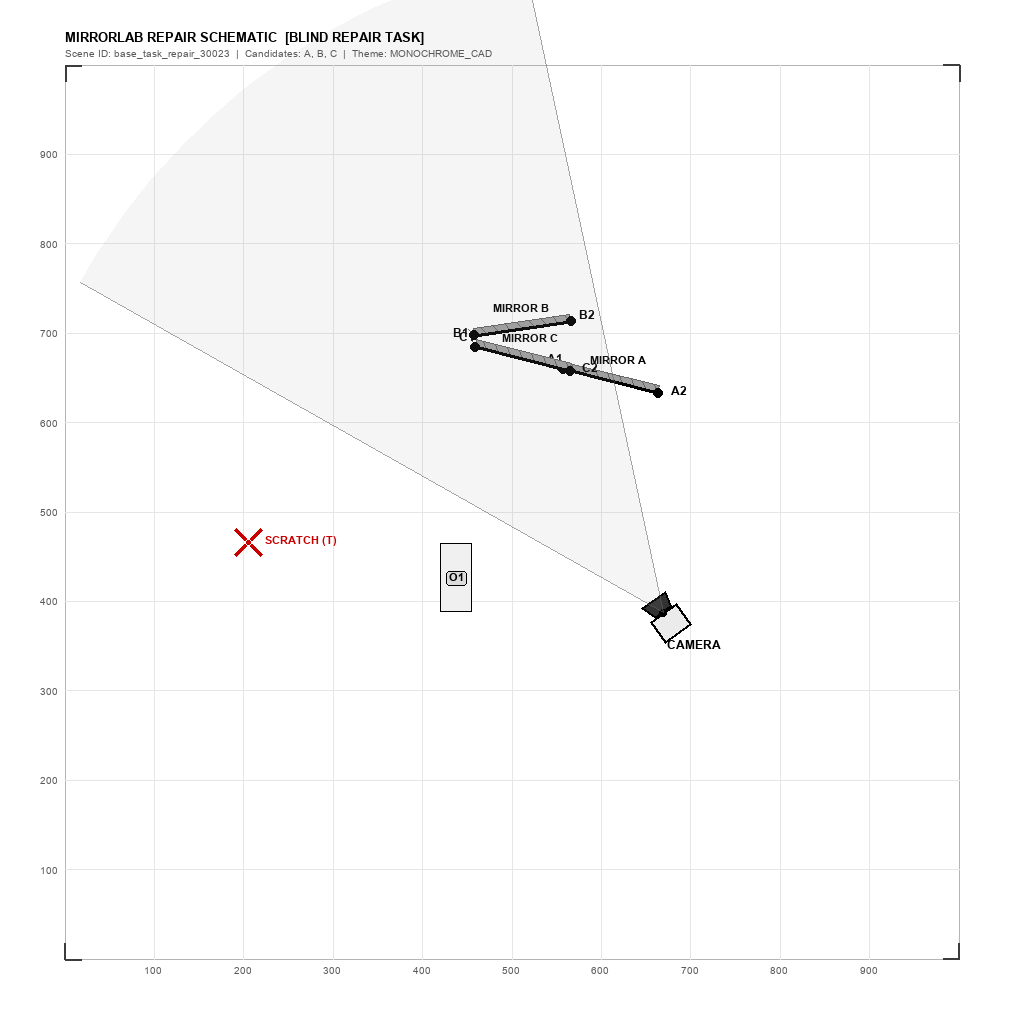 MIRRORLAB REPAIR SCHEMATIC [BLIND REPAIR TASK]
Scene ID: base_task_repair_30023 | Candidates: A, B, C | Theme: MONOCHROME_CAD
900
800
MIRROR B
B2
700
B1
MIRROR C
A1
MIRROR A
C2
A2
600
500
SCRATCH (T)
O1
400
CAMERA
300
200
100
100
200
300
400
500
600
700
800
900